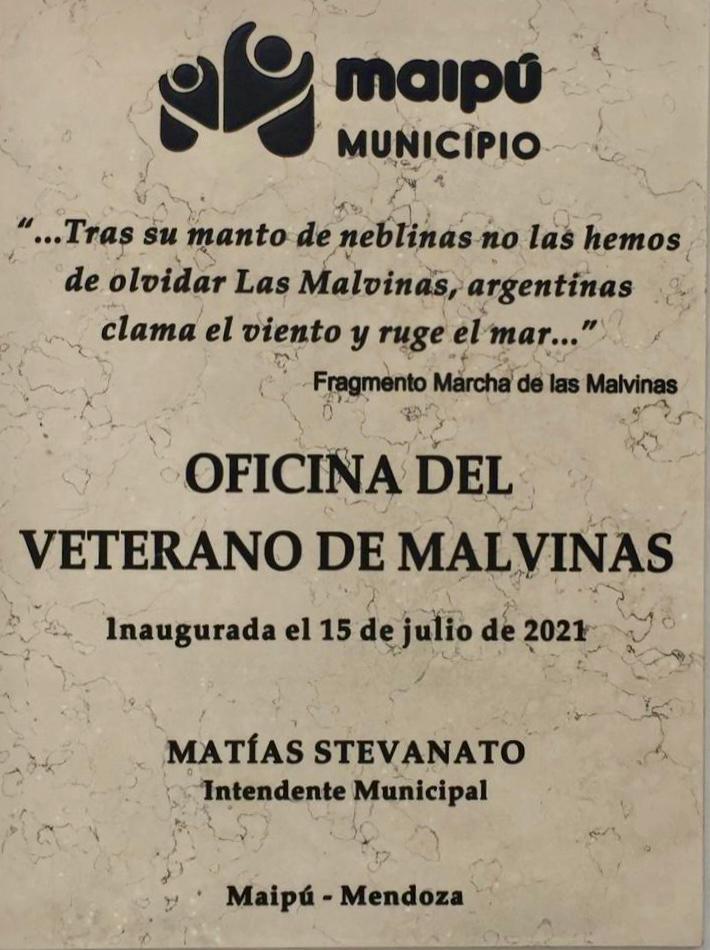 maipú
MUNICIPIO
“...Tras su manto de neblinas no las hemos
de olvidar Las Malvinas, argentinas
clama el viento y ruge el mar...”
Fragmento Marcha de las Malvinas
OFICINA DEL
VETERANO DE MALVINAS
Inaugurada el 15 de julio de 2021
MATÍAS STEVANATO
Intendente Municipal
Maipú - Mendoza